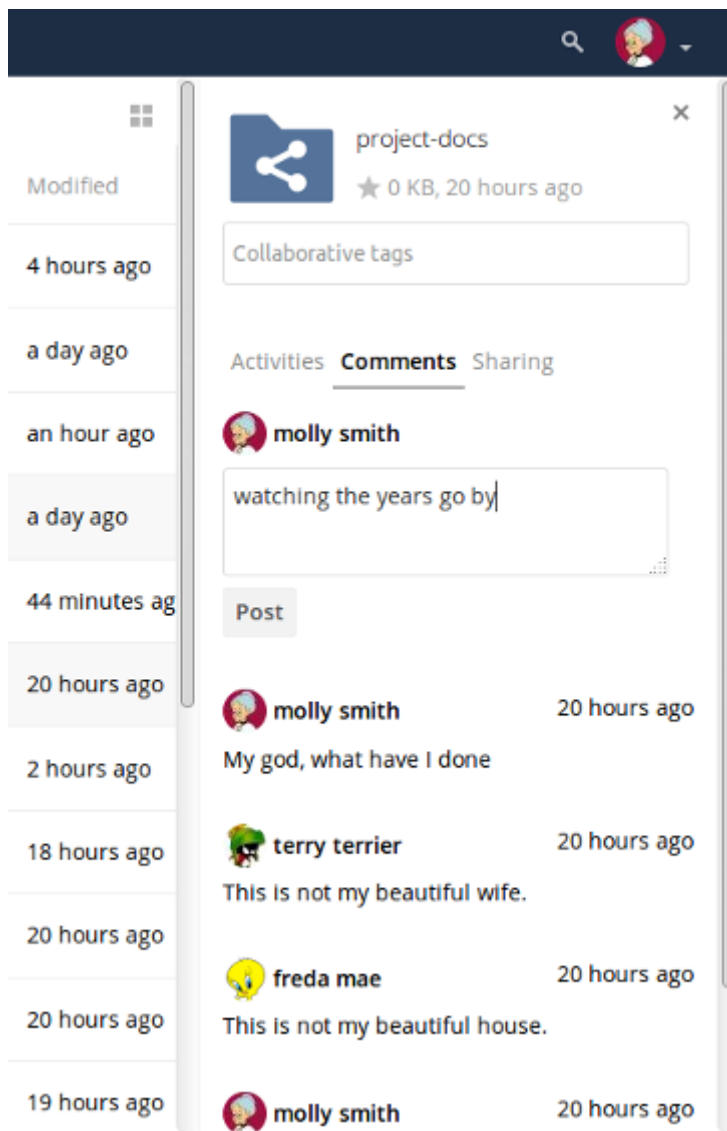 Modified
4 hours ago
a day ago
an hour ago
a day ago
44 minutes ag
20 hours ago
2 hours ago
18 hours ago
20 hours ago
20 hours ago
19 hours ago
project-docs
0 KB, 20 hours ago
Collaborative tags
Activities Comments Sharing
molly smith
watching the years go by
Post
molly smith 20 hours ago
My god, what have I done
terry terrier 20 hours ago
This is not my beautiful wife.
freda mae 20 hours ago
This is not my beautiful house.
molly smith 20 hours ago